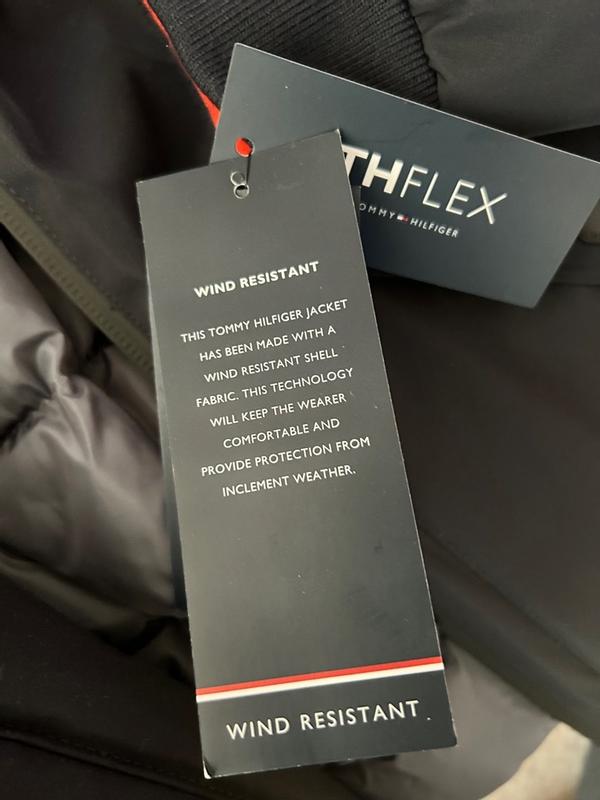 THFLEX
OMMY HILFIGER
WIND RESISTANT
THIS TOMMY HILFIGER JACKET
HAS BEEN MADE WITH A
WIND RESISTANT SHELL
FABRIC. THIS TECHNOLOGY
WILL KEEP THE WEARER
COMFORTABLE AND
PROVIDE PROTECTION FROM
INCLEMENT WEATHER.
WIND RESISTANT